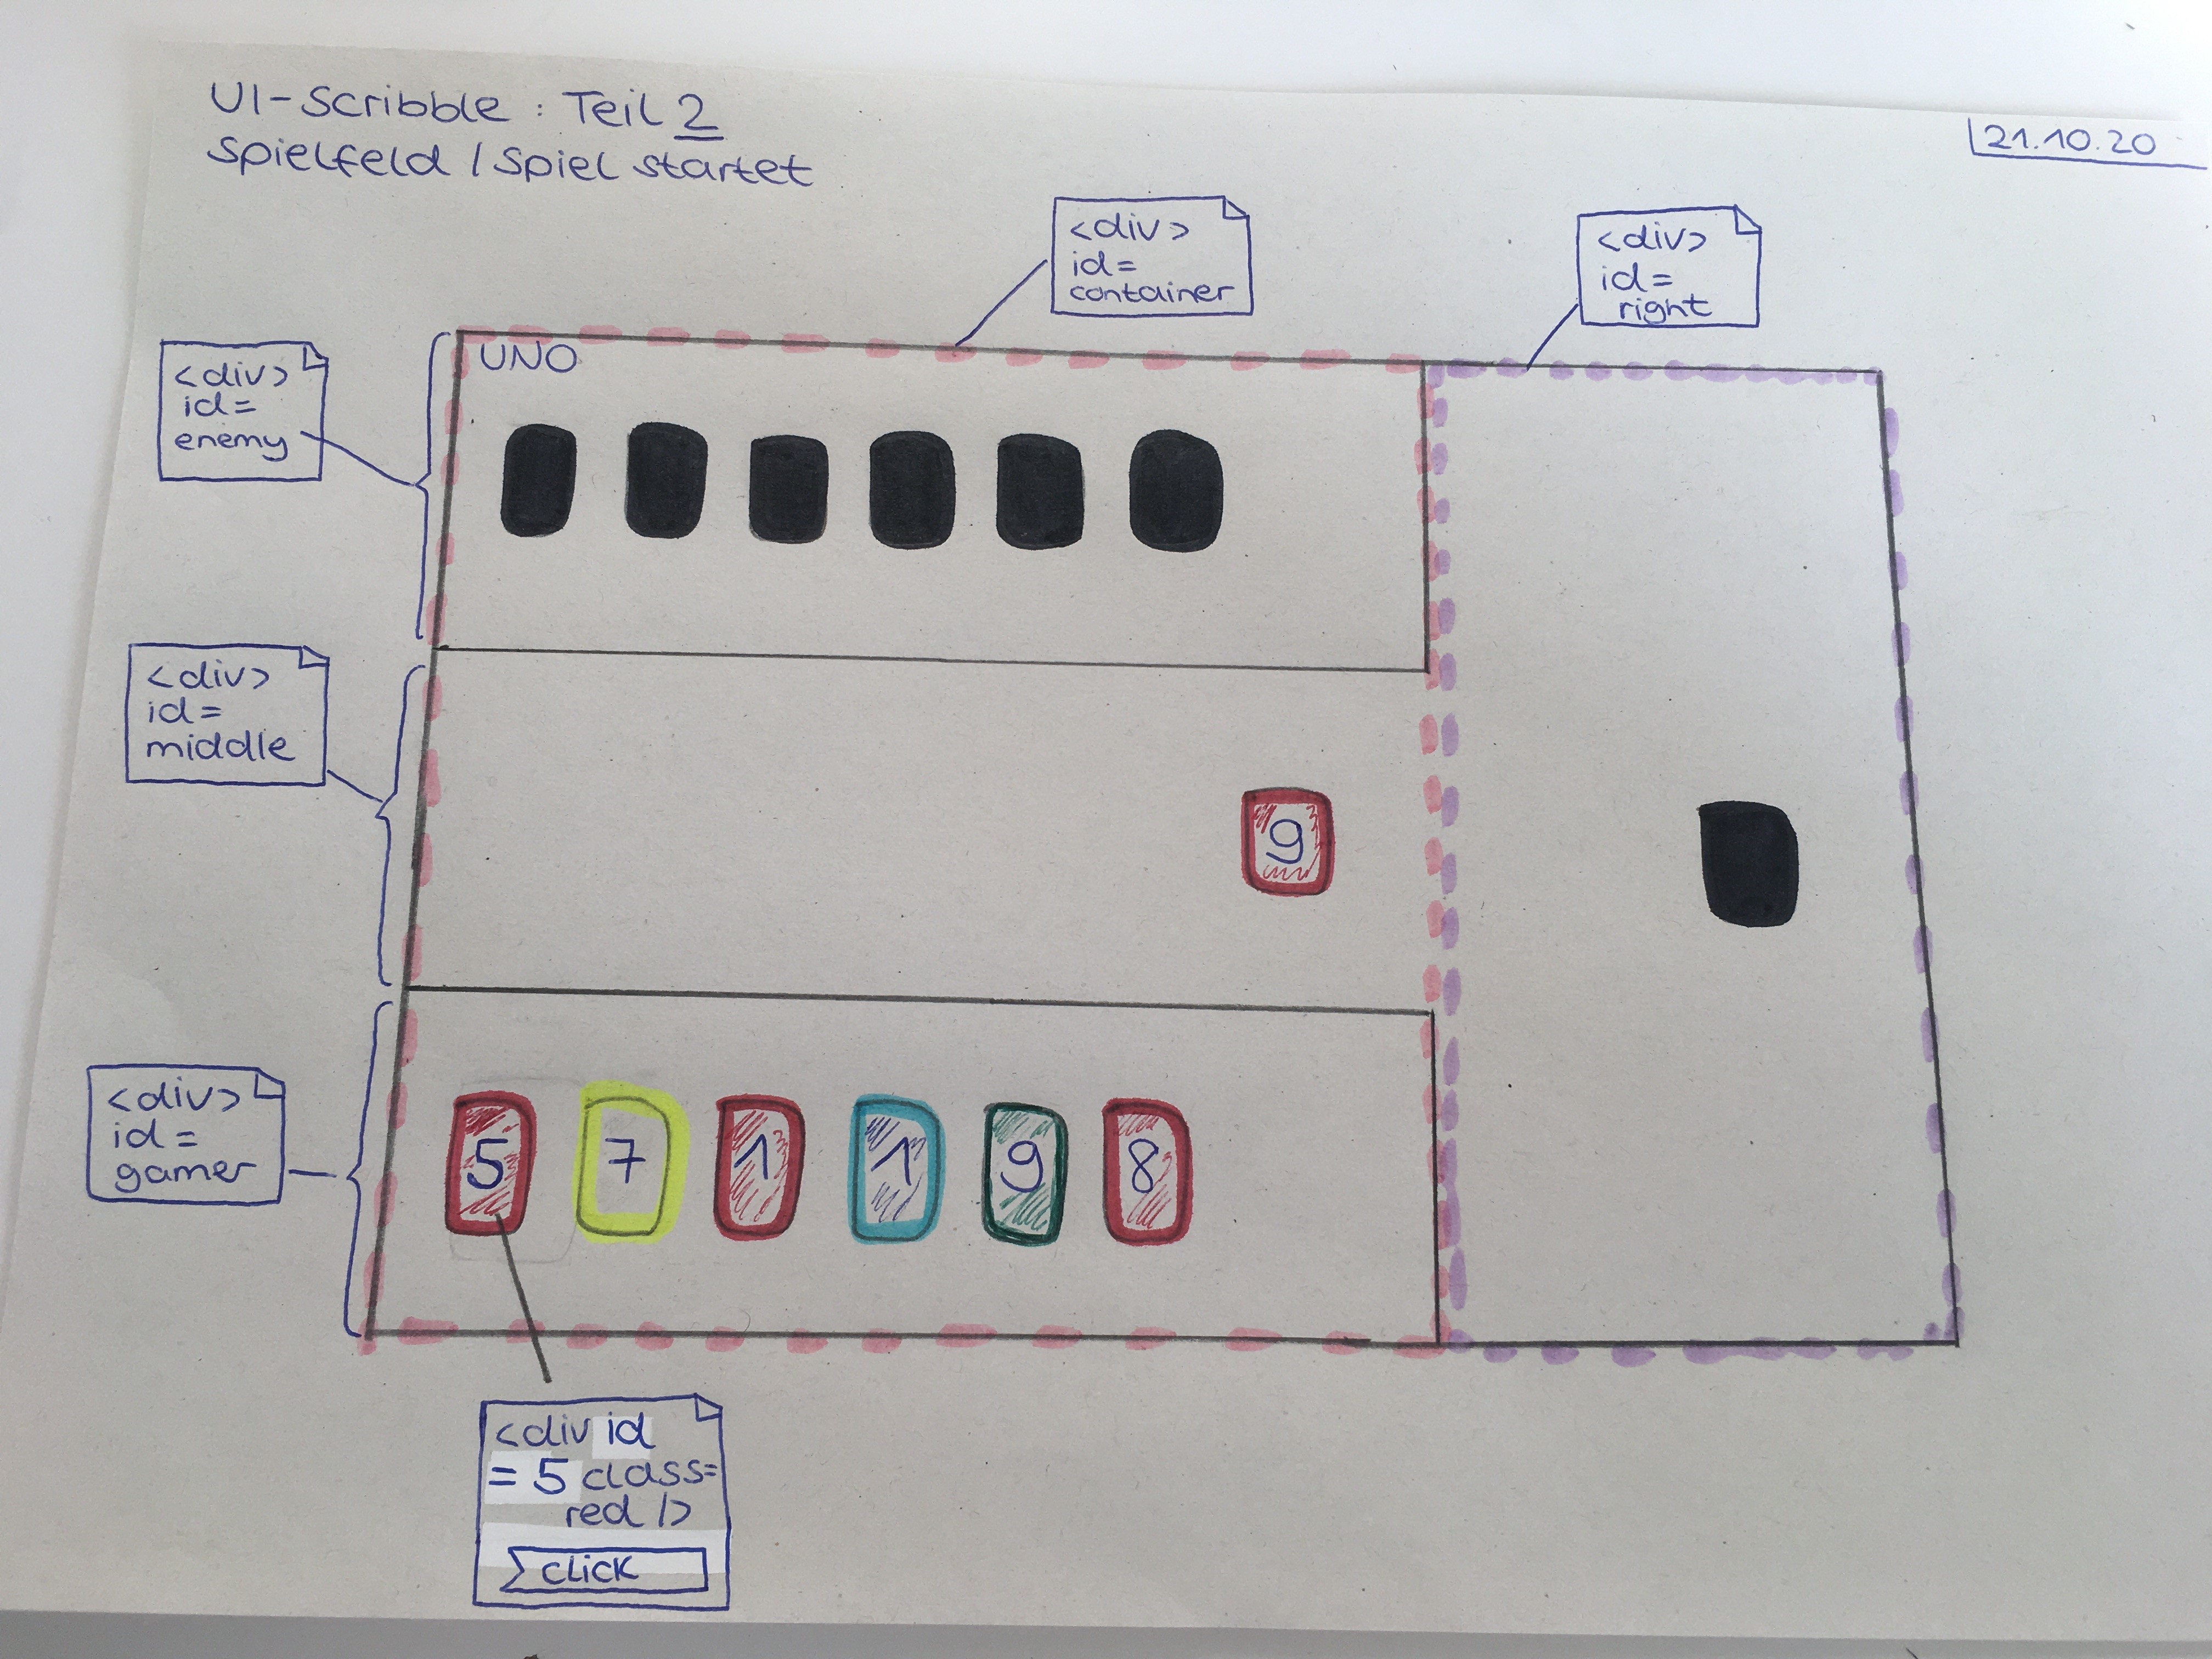 UI-Scribble : Teil 2
Spielfeld / Spiel startet
21.10.20
<div>
id=
container
<div>
id=
right
<div>
id=
enemy
UNO
<div>
id=
middle
9
<div>
id=
gamer
5 7 1 1 9 8
<div id
= 5 class=
red />
click